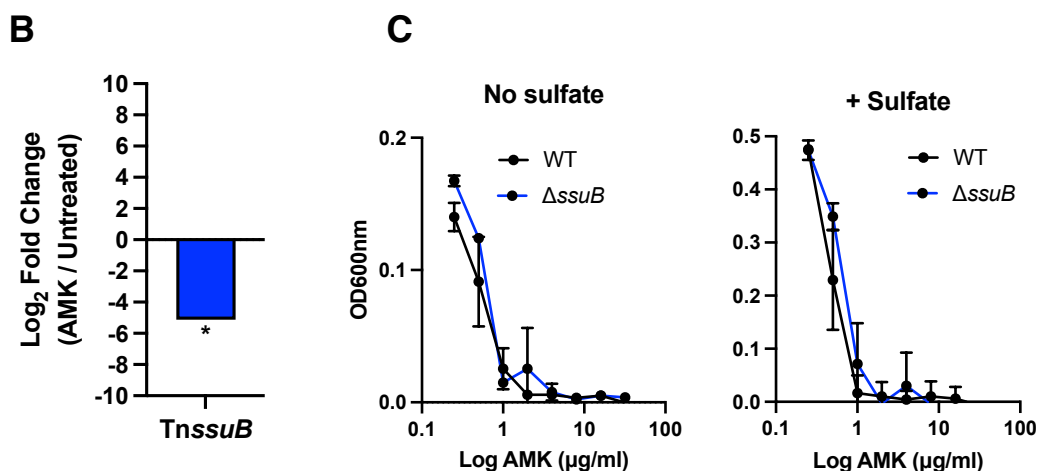 B
C
Log2 Fold Change
(AMK / Untreated)
10
8
6
4
2
0
-2
-4
-6
-8
-10
*
TnssuB
No sulfate
WT
ΔssuB
OD600nm
0.2
0.1
0.0
0.1
1
10
100
Log AMK (μg/ml)
+ Sulfate
WT
ΔssuB
0.5
0.4
0.3
0.2
0.1
0.0
0.1
1
10
100
Log AMK (μg/ml)